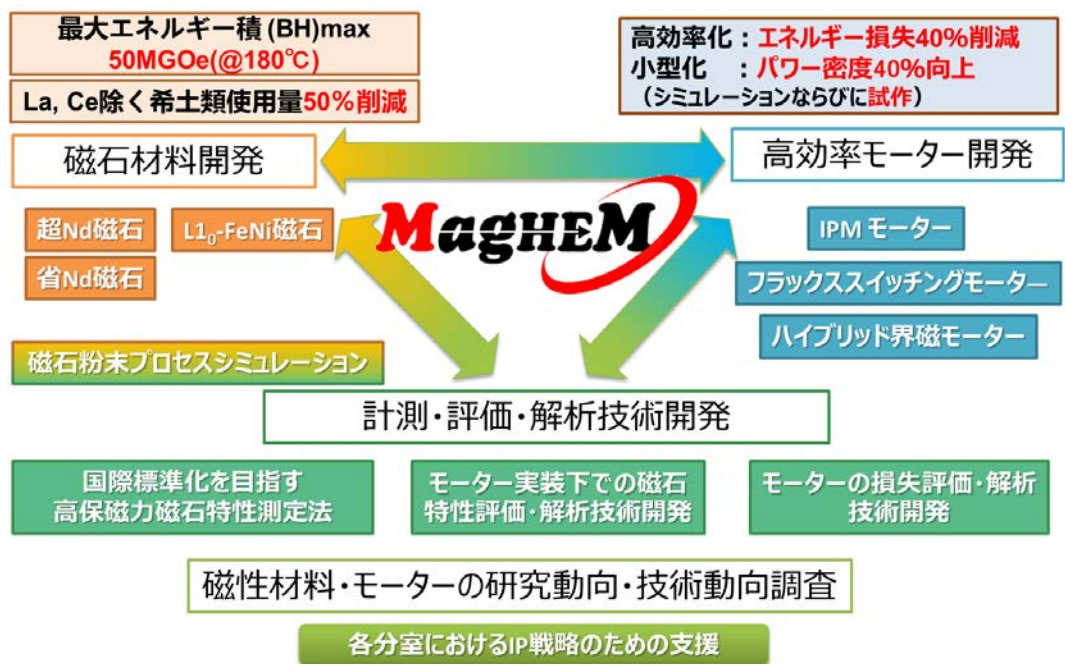 最大エネルギー積 (BH)max
50MGOe(@180℃)
La, Ce除く希土類使用量50%削減
高効率化：エネルギー損失40%削減
小型化　：パワー密度40%向上
（シミュレーションならびに試作）
磁石材料開発
高効率モーター開発
MagHEM
超Nd磁石
L1₀-FeNi磁石
省Nd磁石
IPM モーター
フラックススイッチングモーター
ハイブリッド界磁モーター
磁石粉末プロセスシミュレーション
計測・評価・解析技術開発
国際標準化を目指す
高保磁力磁石特性測定法
モーター実装下での磁石
特性評価・解析技術開発
モーターの損失評価・解析
技術開発
磁性材料・モーターの研究動向・技術動向調査
各分室におけるIP戦略のための支援